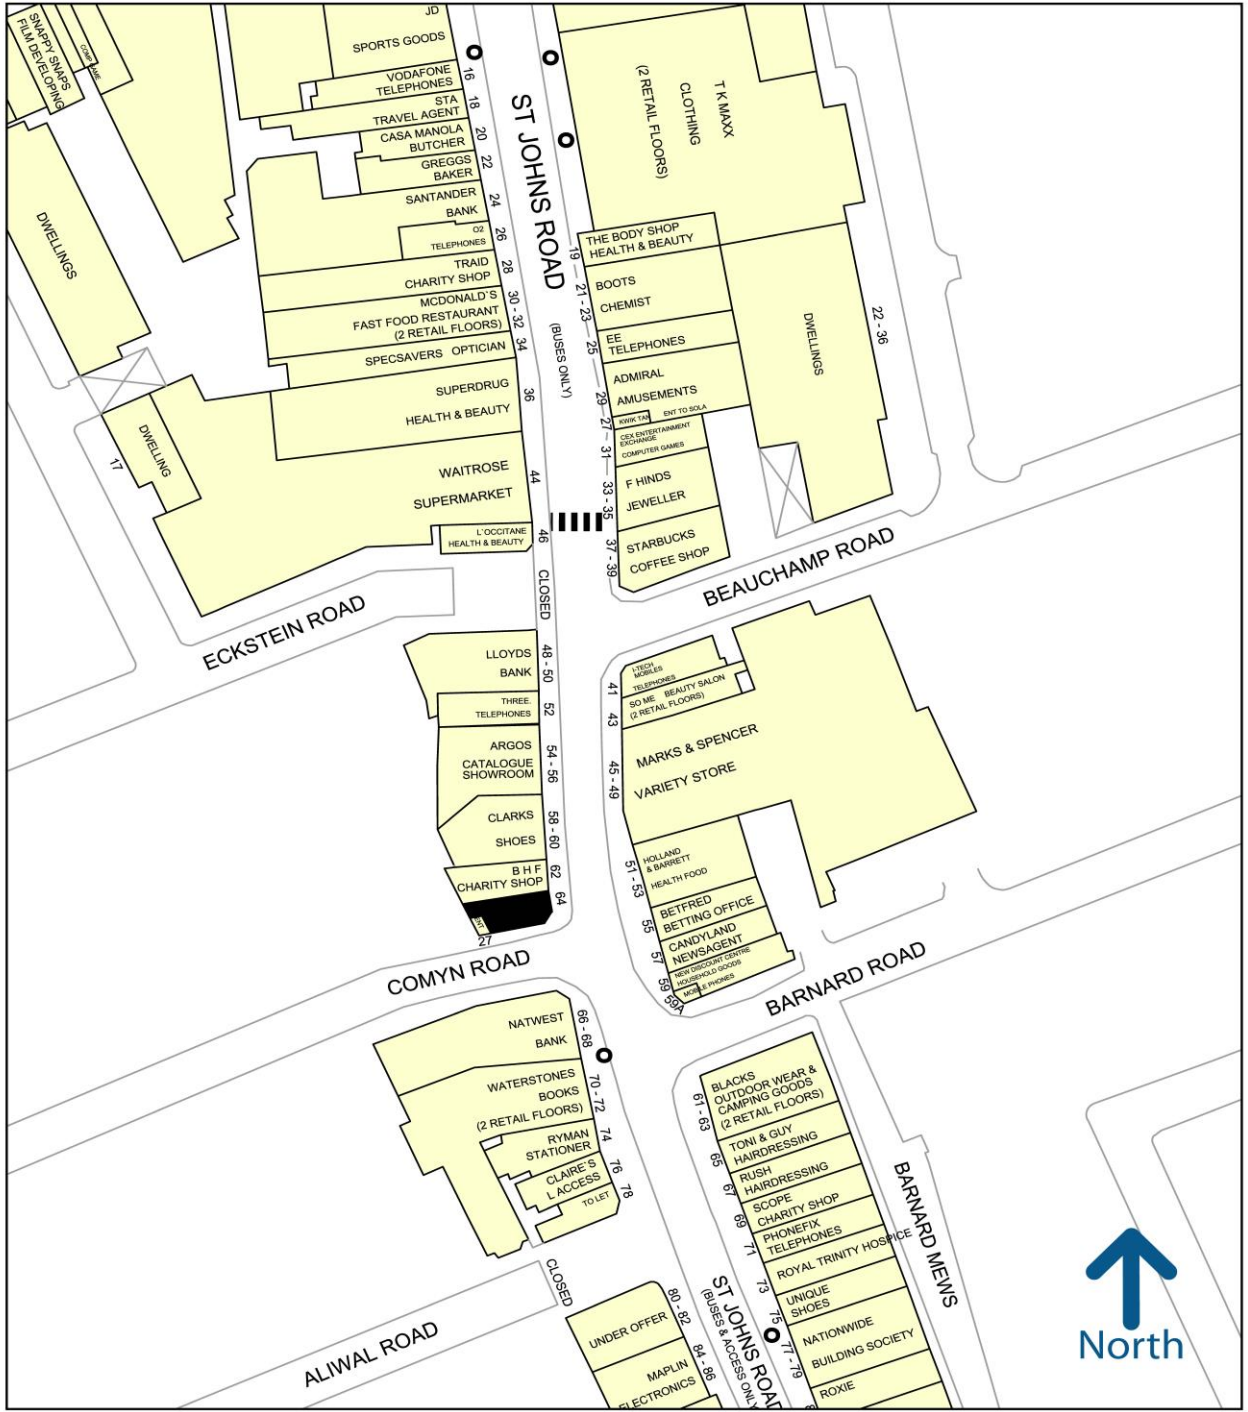 SNAPPY SNAPS
FILM DEVELOPING
COMP GAME
DWELLINGS
DWELLING
17
JD
SPORTS GOODS
VODAFONE
TELEPHONES
16
STA
TRAVEL AGENT
18
CASA MANOLA
BUTCHER
20
GREGGS
BAKER
22
SANTANDER
BANK
24
O2
TELEPHONES
26
TRAID
CHARITY SHOP
28
MCDONALD`S
FAST FOOD RESTAURANT
(2 RETAIL FLOORS)
30 - 32
SPECSAVERS OPTICIAN
34
SUPERDRUG
HEALTH & BEAUTY
36
WAITROSE
SUPERMARKET
44
L`OCCITANE
HEALTH & BEAUTY
46
CLOSED
ST JOHNS ROAD
(BUSES ONLY)
T K MAXX
CLOTHING
(2 RETAIL FLOORS)
THE BODY SHOP
HEALTH & BEAUTY
19
BOOTS
CHEMIST
21 - 23
EE
TELEPHONES
25
ADMIRAL
AMUSEMENTS
29
KWIK TAN
ENT TO SOLA
27
CEX ENTERTAINMENT
EXCHANGE
COMPUTER GAMES
31
F HINDS
JEWELLER
33 - 35
STARBUCKS
COFFEE SHOP
37 - 39
DWELLINGS
22 - 36
BEAUCHAMP ROAD
ECKSTEIN ROAD
LLOYDS
BANK
48 - 50
THREE.
TELEPHONES
52
ARGOS
CATALOGUE
SHOWROOM
54 - 56
CLARKS
SHOES
58 - 60
B H F
CHARITY SHOP
62
64
27
COMYN ROAD
I-TECH
MOBILES
TELEPHONES
41
SO ME BEAUTY SALON
(2 RETAIL FLOORS)
43
MARKS & SPENCER
VARIETY STORE
45 - 49
HOLLAND
& BARRETT
HEALTH FOOD
51 - 53
BETFRED
BETTING OFFICE
55
CANDYLAND
NEWSAGENT
57
NEW DISCOUNT CENTRE
HOUSEHOLD GOODS
59
MOBILE PHONES
59A
BARNARD ROAD
NATWEST
BANK
66 - 68
WATERSTONES
BOOKS
(2 RETAIL FLOORS)
70 - 72
RYMAN
STATIONER
74
CLAIRE`S
L ACCESS
76
TO LET
78
CLOSED
ALIWAL ROAD
UNDER OFFER
80 - 82
MAPLIN
ELECTRONICS
84 - 86
ST JOHNS ROAD
(BUSES & ACCESS ONLY)
BLACKS
OUTDOOR WEAR &
CAMPING GOODS
(2 RETAIL FLOORS)
61 - 63
TONI & GUY
HAIRDRESSING
65
RUSH
HAIRDRESSING
67
SCOPE
CHARITY SHOP
69
PHONEFIX
TELEPHONES
71
ROYAL TRINITY HOSPICE
73
UNIQUE
SHOES
75
NATIONWIDE
BUILDING SOCIETY
77 - 79
ROXIE
BARNARD MEWS
North